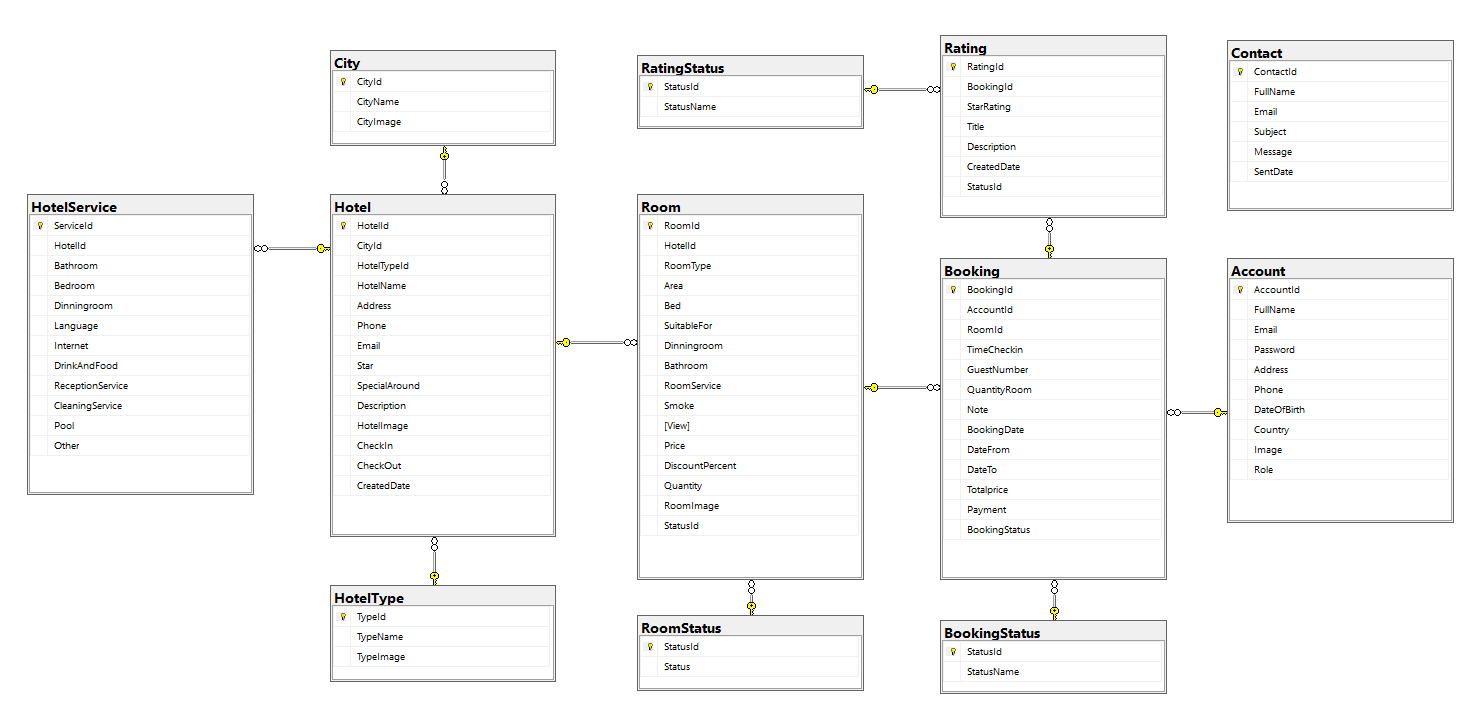 City
CityId
CityName
CityImage
RatingStatus
StatusId
StatusName
Rating
RatingId
BookingId
StarRating
Title
Description
CreatedDate
StatusId
Contact
ContactId
FullName
Email
Subject
Message
SentDate
HotelService
ServiceId
HotelId
Bathroom
Bedroom
Dinningroom
Language
Internet
DrinkAndFood
ReceptionService
CleaningService
Pool
Other
Hotel
HotelId
CityId
HotelTypeId
HotelName
Address
Phone
Email
Star
SpecialAround
Description
HotelImage
CheckIn
CheckOut
CreatedDate
Room
RoomId
HotelId
RoomType
Area
Bed
SuitableFor
Dinningroom
Bathroom
RoomService
Smoke
[View]
Price
DiscountPercent
Quantity
RoomImage
StatusId
Booking
BookingId
AccountId
RoomId
TimeCheckin
GuestNumber
QuantityRoom
Note
BookingDate
DateFrom
DateTo
Totalprice
Payment
BookingStatus
Account
AccountId
FullName
Email
Password
Address
Phone
DateOfBirth
Country
Image
Role
HotelType
TypeId
TypeName
TypeImage
RoomStatus
StatusId
Status
BookingStatus
StatusId
StatusName